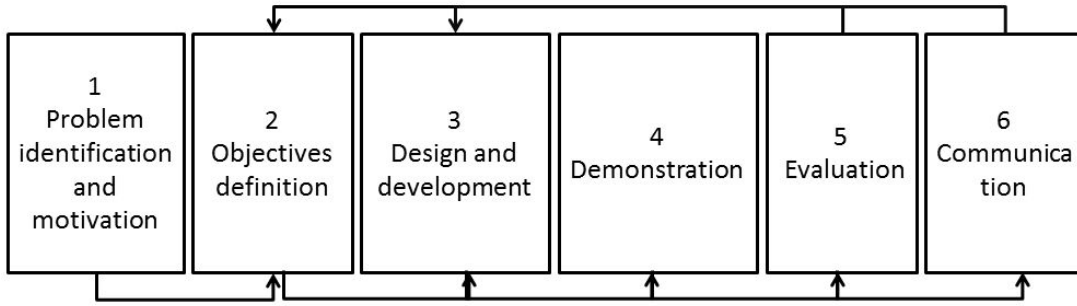 1
Problem
identification
and
motivation
2
Objectives
definition
3
Design and
development
4
Demonstration
5
Evaluation
6
Communica
tion